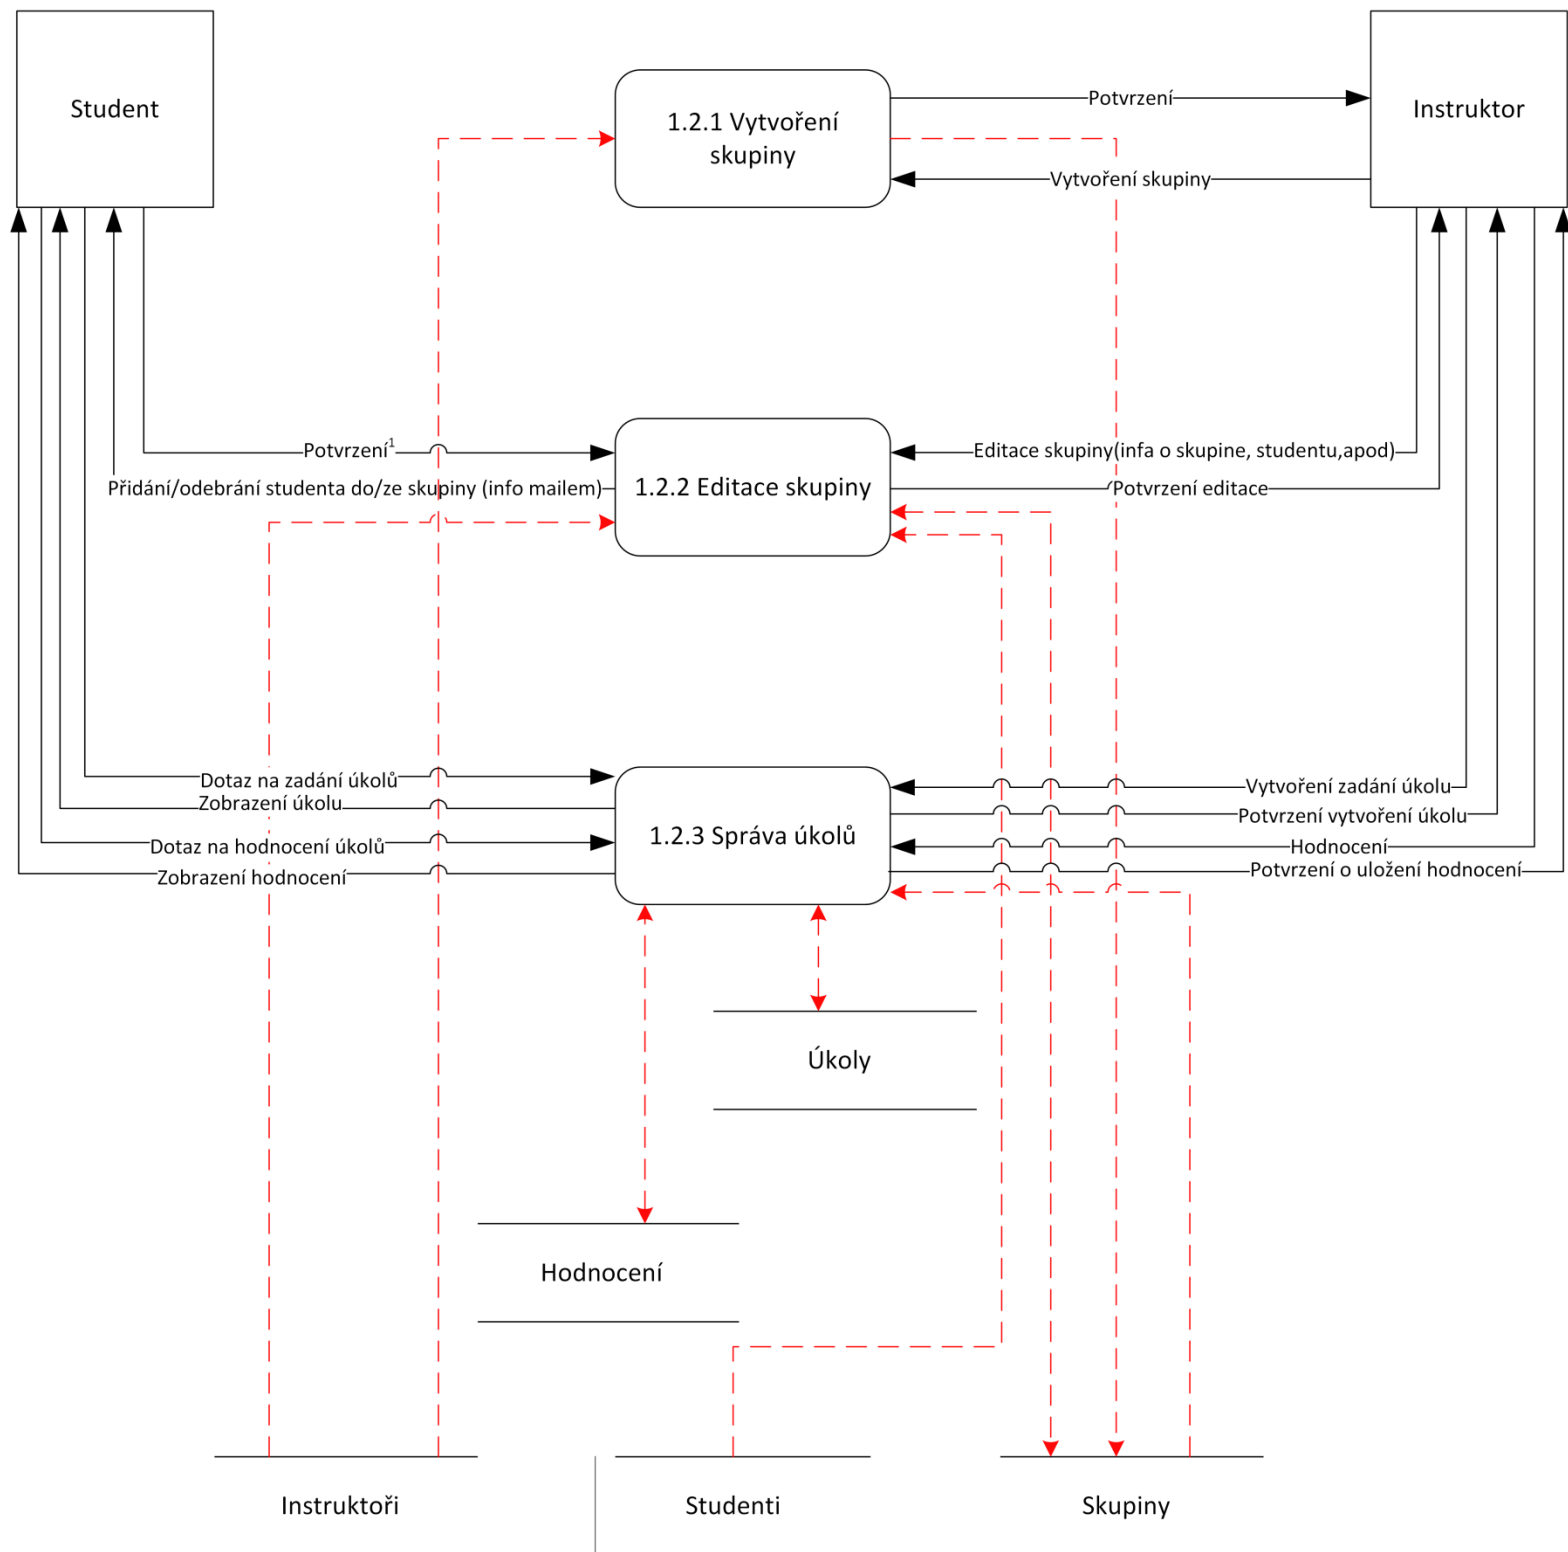 Student
1.2.1 Vytvoření
skupiny
Potvrzení
Instruktor
Vytvoření skupiny
Potvrzení¹
Editace skupiny(infa o skupine, studentu,apod)
Přidání/odebrání studenta do/ze skupiny (info mailem)
1.2.2 Editace skupiny
Potvrzení editace
Dotaz na zadání úkolů
Vytvoření zadání úkolu
Zobrazení úkolu
Potvrzení vytvoření úkolu
1.2.3 Správa úkolů
Dotaz na hodnocení úkolů
Hodnocení
Zobrazení hodnocení
Potvrzení o uložení hodnocení
Úkoly
Hodnocení
Instruktoři
Studenti
Skupiny